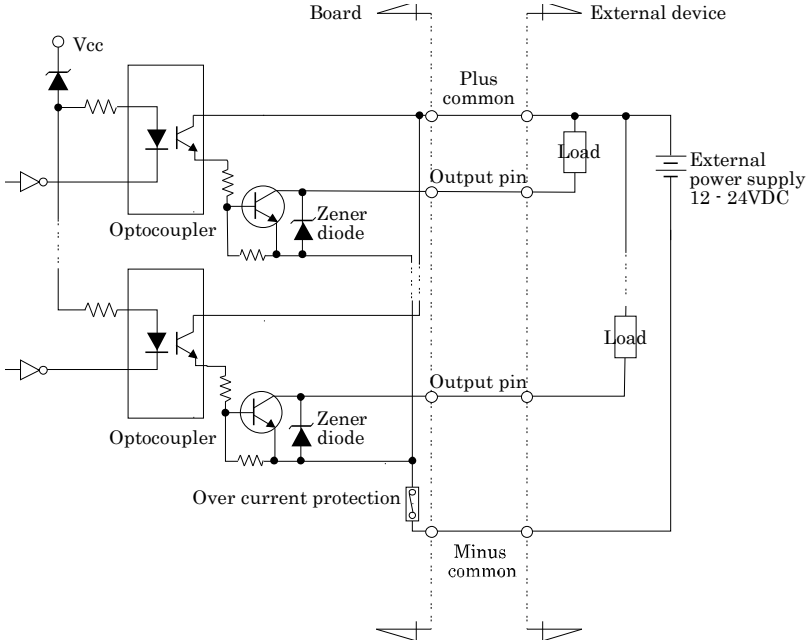 Board
External device
Vcc
Plus
common
Load
Output pin
External
power supply
12 - 24VDC
Zener
diode
Optocoupler
Load
Output pin
Zener
diode
Optocoupler
Over current protection
Minus
common